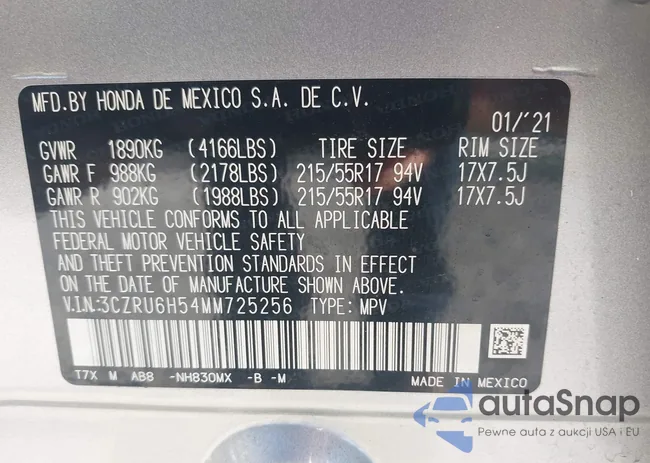 MFD.BY HONDA DE MEXICO S.A. DE C.V.
01/'21
GVWR 1890KG (4166LBS) TIRE SIZE RIM SIZE
GAWR F 988KG (2178LBS) 215/55R17 94V 17X7.5J
GAWR R 902KG (1988LBS) 215/55R17 94V 17X7.5J
THIS VEHICLE CONFORMS TO ALL APPLICABLE
FEDERAL MOTOR VEHICLE SAFETY
AND THEFT PREVENTION STANDARDS IN EFFECT
ON THE DATE OF MANUFACTURE SHOWN ABOVE.
V.I.N:3CZRU6H54MM725256 TYPE: MPV
T7X M AB8 -NH830MX -B -M MADE IN MEXICO
autoSnap
Pewne auto z aukcji USA i EU